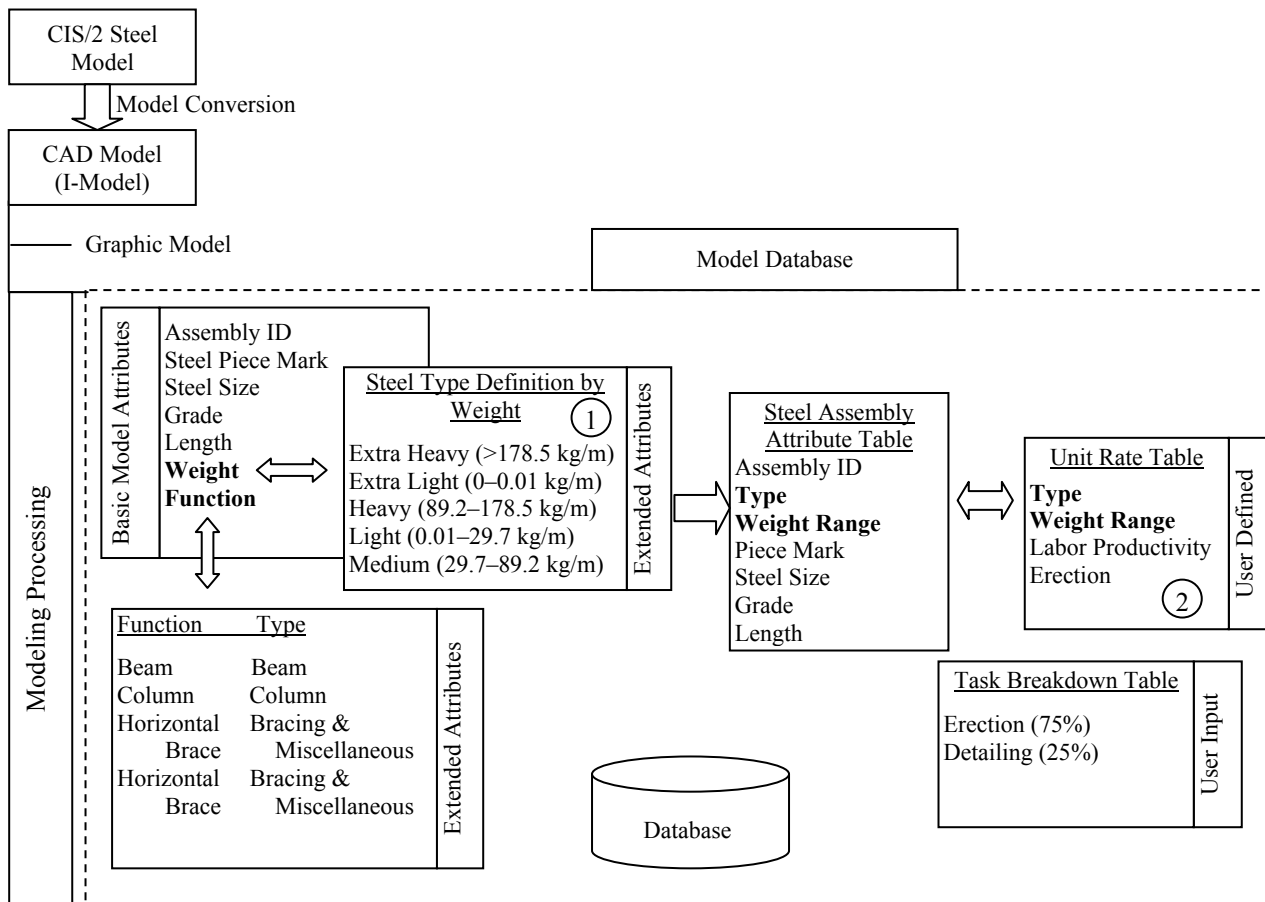 CIS/2 Steel
Model
Model Conversion
CAD Model
(I-Model)
Graphic Model
Model Database
Modeling Processing
Basic Model Attributes
Assembly ID
Steel Piece Mark
Steel Size
Grade
Length
Weight
Function
Steel Type Definition by
Weight
1
Extra Heavy (>178.5 kg/m)
Extra Light (0–0.01 kg/m)
Heavy (89.2–178.5 kg/m)
Light (0.01–29.7 kg/m)
Medium (29.7–89.2 kg/m)
Extended Attributes
Steel Assembly
Attribute Table
Assembly ID
Type
Weight Range
Piece Mark
Steel Size
Grade
Length
Unit Rate Table
Type
Weight Range
Labor Productivity
Erection
2
User Defined
Function Type
Beam Beam
Column Column
Horizontal Bracing &
Brace Miscellaneous
Horizontal Bracing &
Brace Miscellaneous
Extended Attributes
Task Breakdown Table
Erection (75%)
Detailing (25%)
User Input
Database